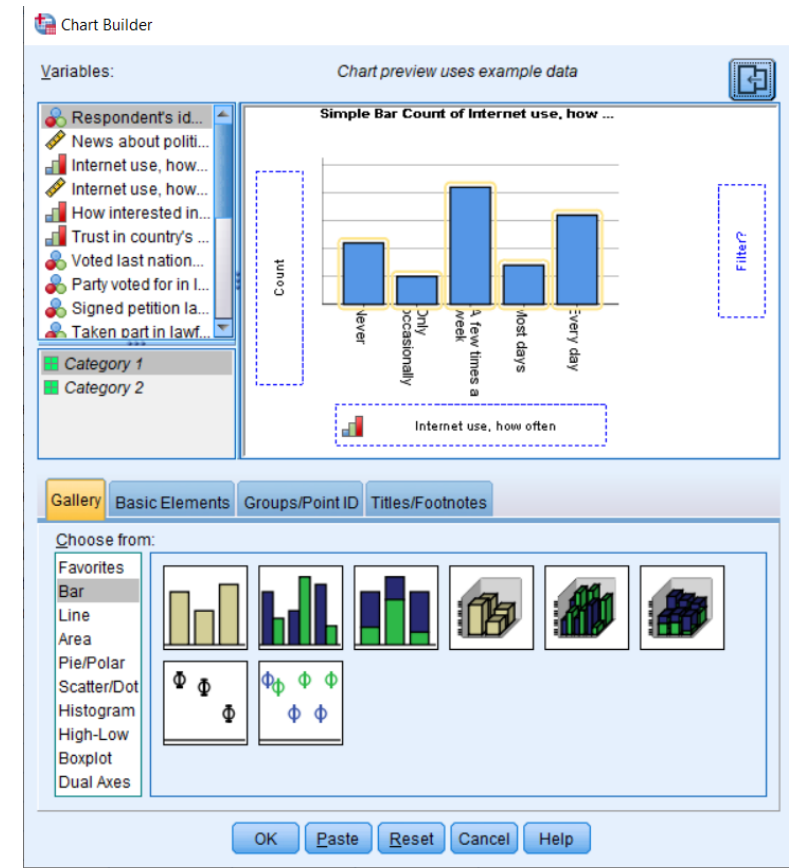 Chart Builder
Variables:
Chart preview uses example data
Respondent's id...
News about politi...
Internet use, how...
Internet use, how...
How interested in...
Trust in country's ...
Voted last nation...
Party voted for in l...
Signed petition la...
Taken part in lawf...
Category 1
Category 2
Simple Bar Count of Internet use, how ...
Count
Never
Only
occasionally
A few times a
week
Most days
Every day
Internet use, how often
Filter?
Gallery
Basic Elements
Groups/Point ID
Titles/Footnotes
Choose from:
Favorites
Bar
Line
Area
Pie/Polar
Scatter/Dot
Histogram
High-Low
Boxplot
Dual Axes
OK
Paste
Reset
Cancel
Help